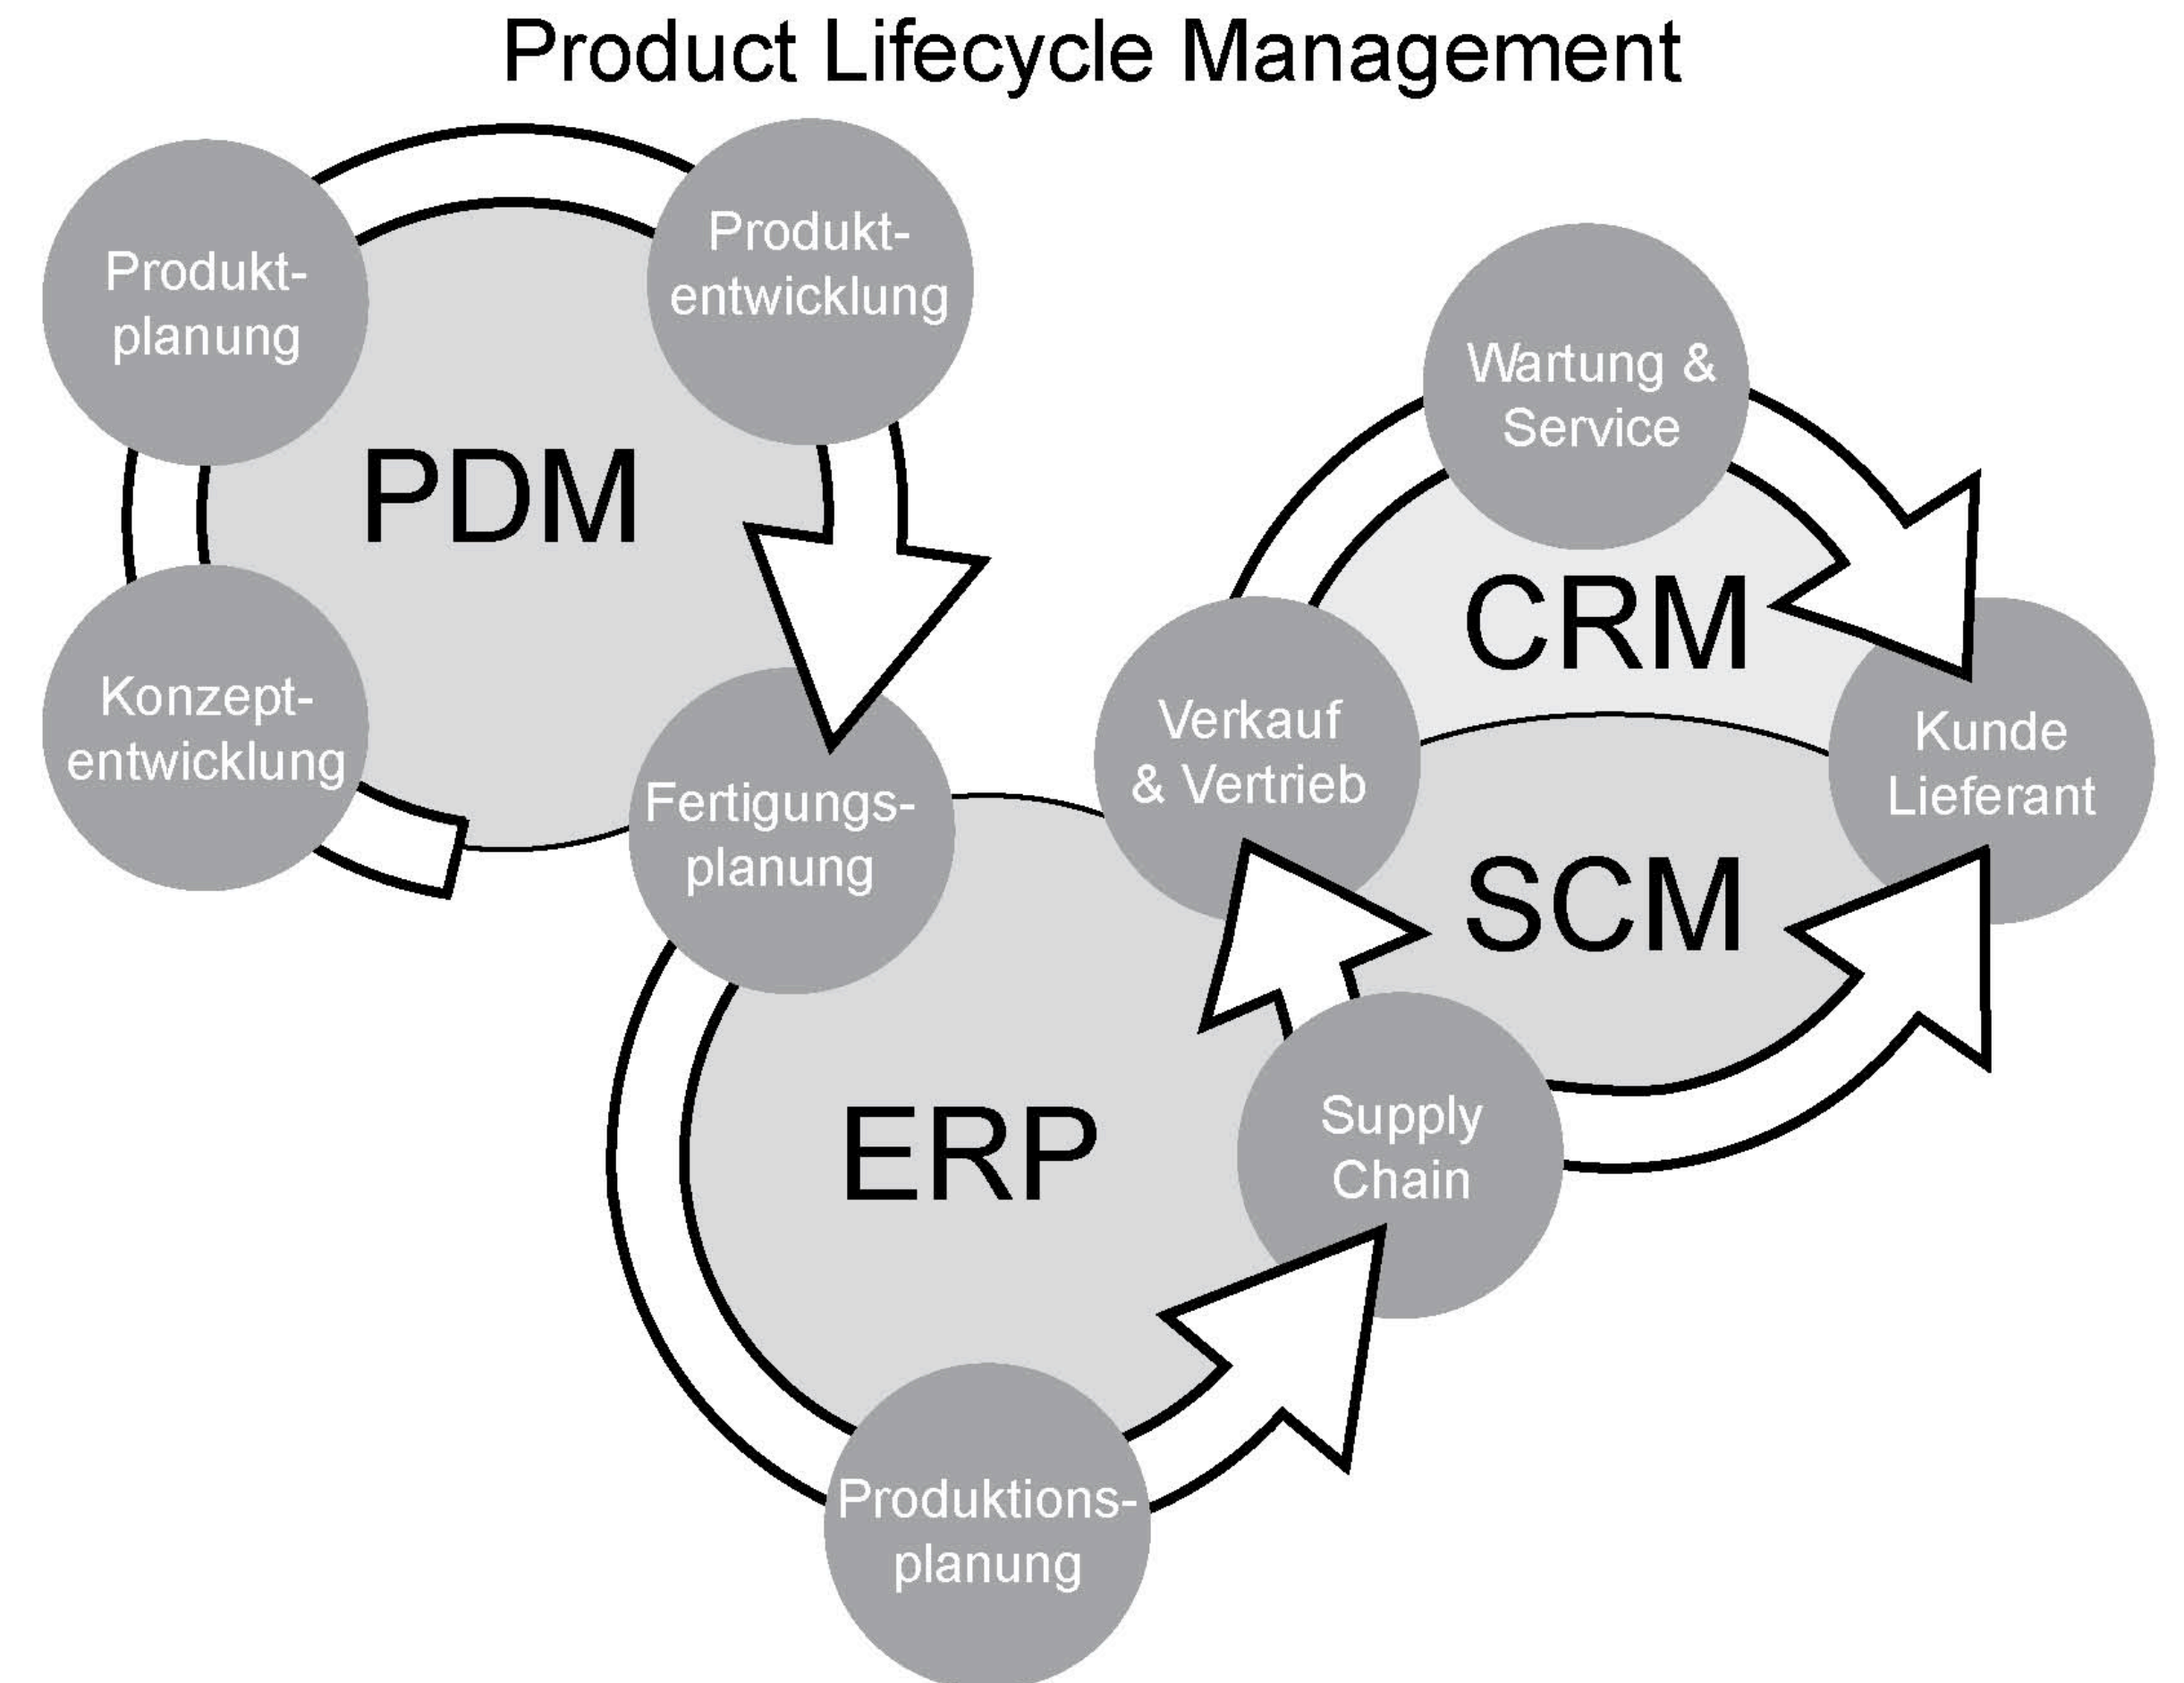 Product Lifecycle Management
Produkt-
planung
Produkt-
entwicklung
PDM
Konzept-
entwicklung
Fertigungs-
planung
Wartung &
Service
CRM
Verkauf
& Vertrieb
Kunde
Lieferant
SCM
ERP
Supply
Chain
Produktions-
planung